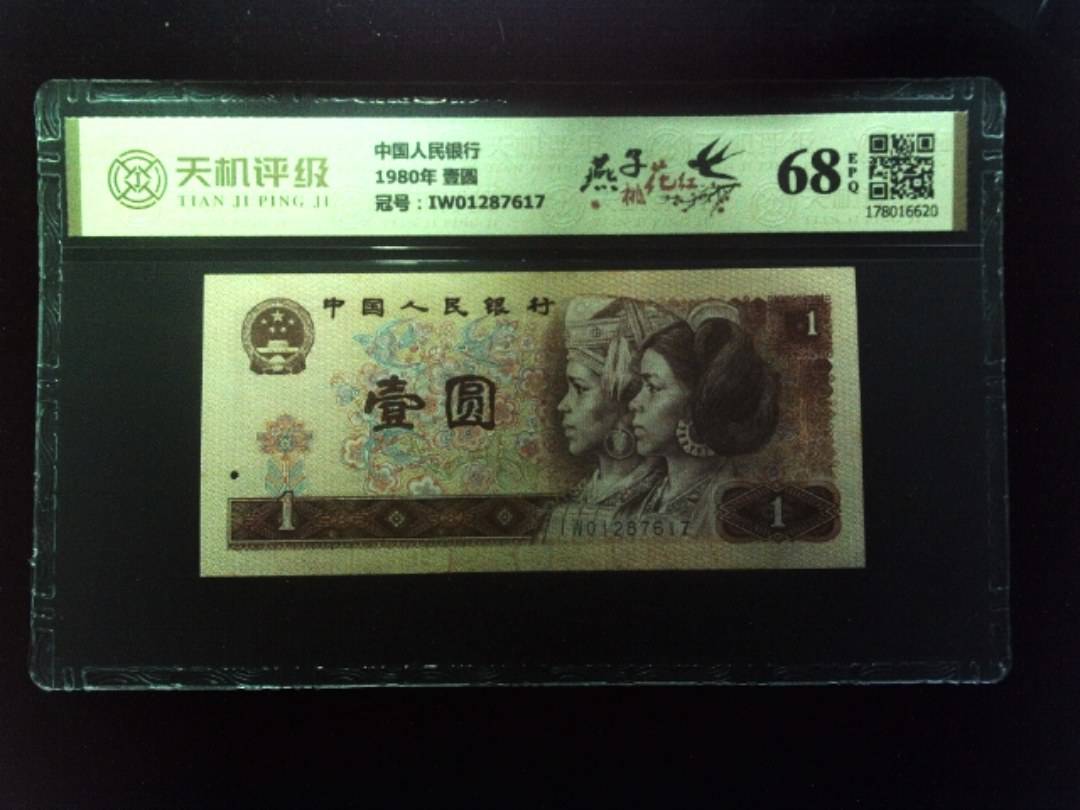 天机评级
TIAN JI PING JI
中国人民银行
1980年 壹圆
冠号：IW01287617
燕子
桃花红
68
EPQ
178016620
中国人民银行
1
壹圆
1
1
IW01287617